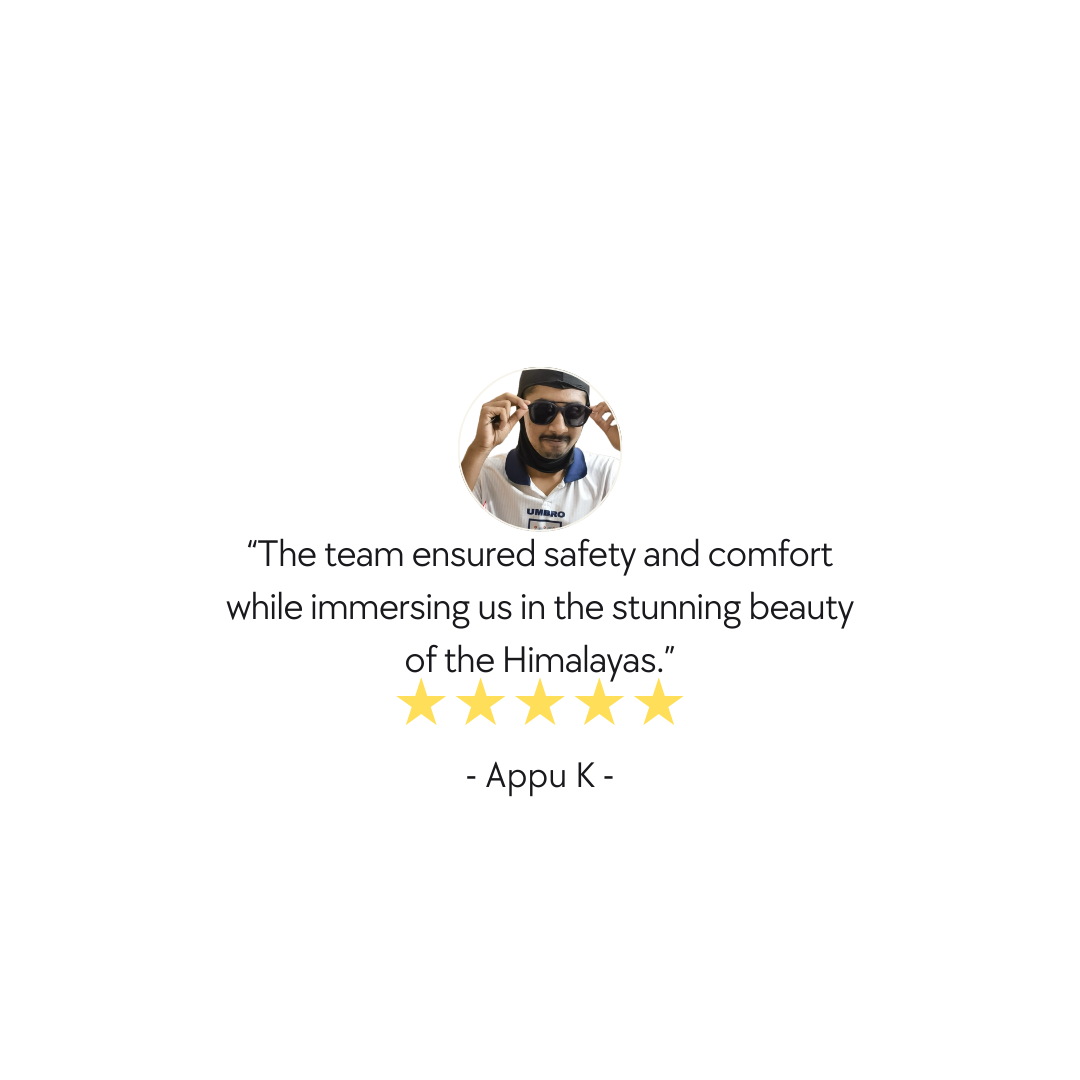 UMBRO
“The team ensured safety and comfort
while immersing us in the stunning beauty
of the Himalayas.”
- Appu K -